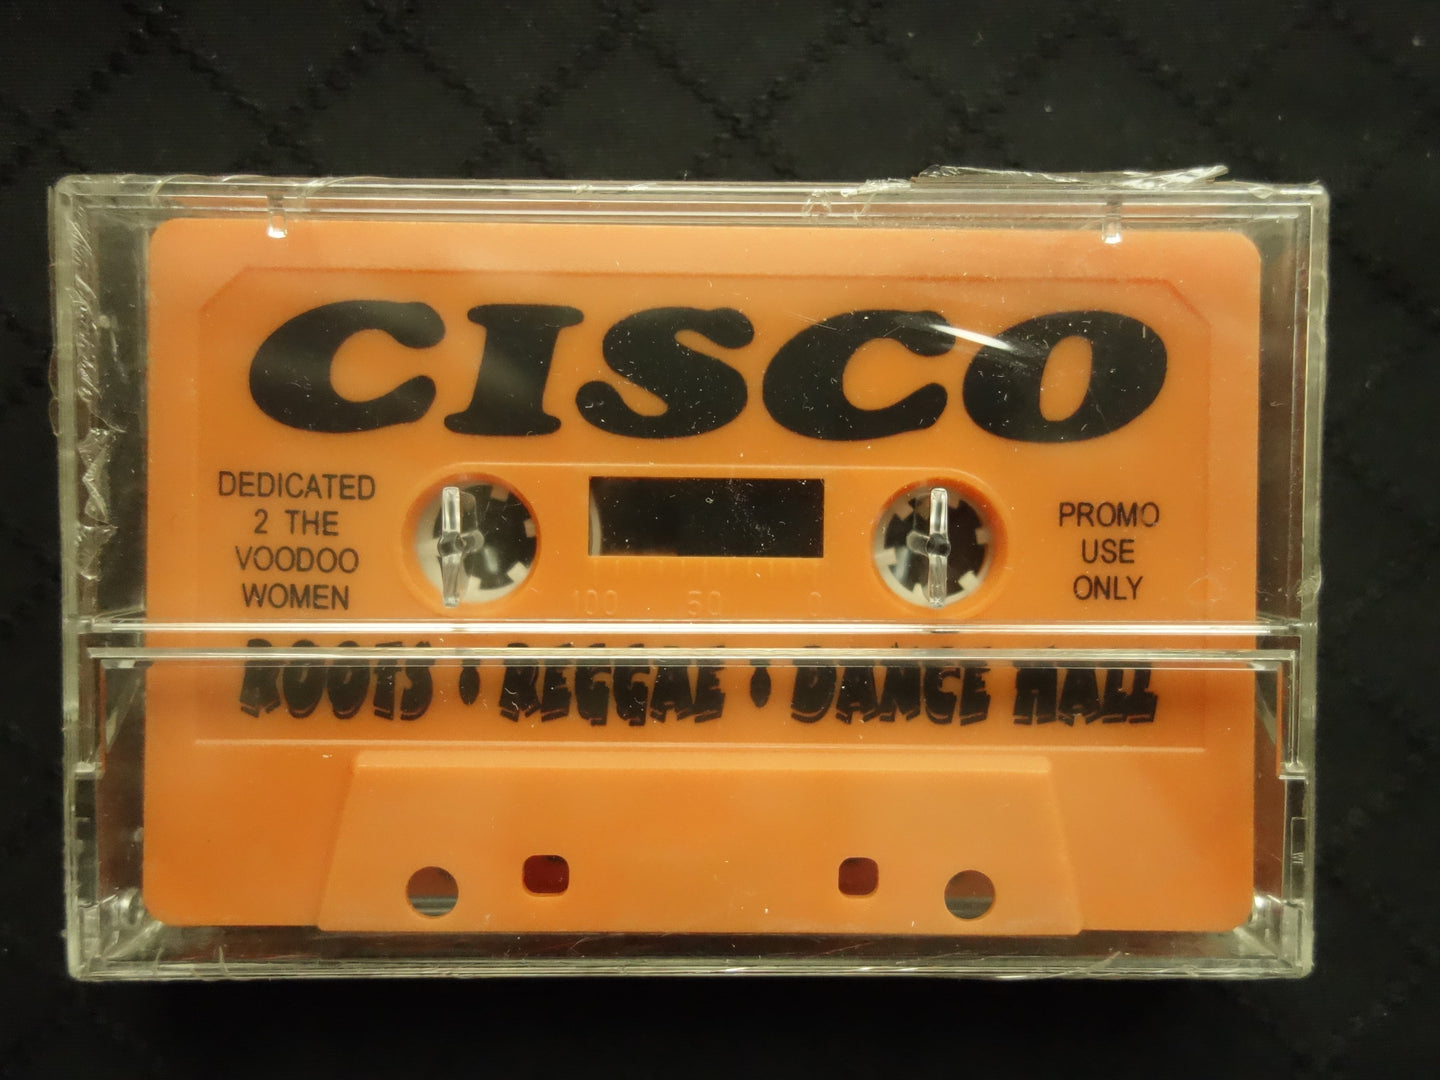 CISCO
DEDICATED
2 THE
VOODOO
WOMEN
PROMO
USE
ONLY
100 50 0
ROOTS • REGGAE • DANCE HALL